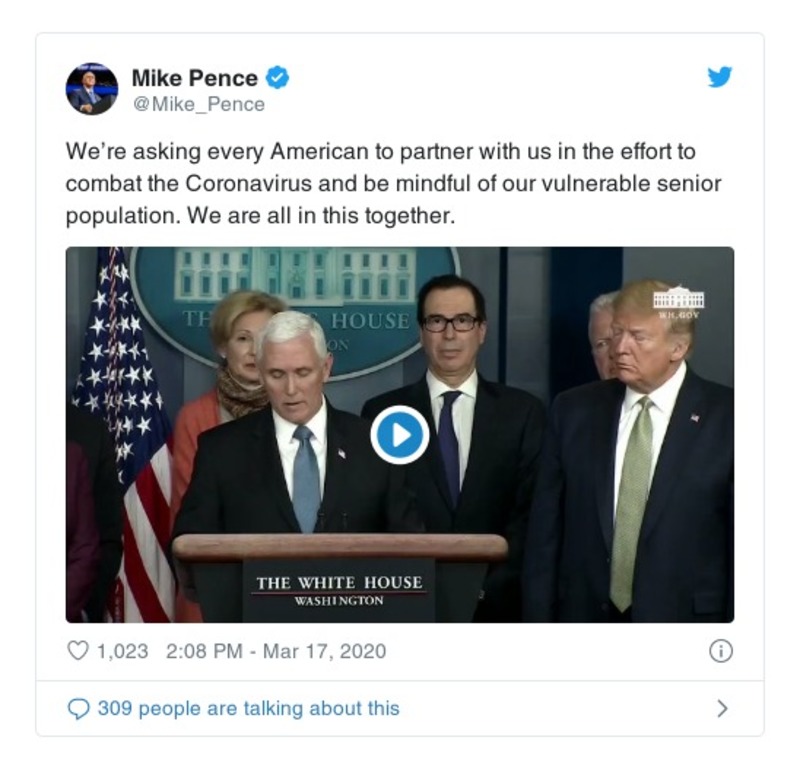 Mike Pence
@Mike_Pence
We're asking every American to partner with us in the effort to
combat the Coronavirus and be mindful of our vulnerable senior
population. We are all in this together.
TH E HOUSE
ON
WH.GOV
THE WHITE HOUSE
WASHINGTON
1,023 2:08 PM - Mar 17, 2020
309 people are talking about this